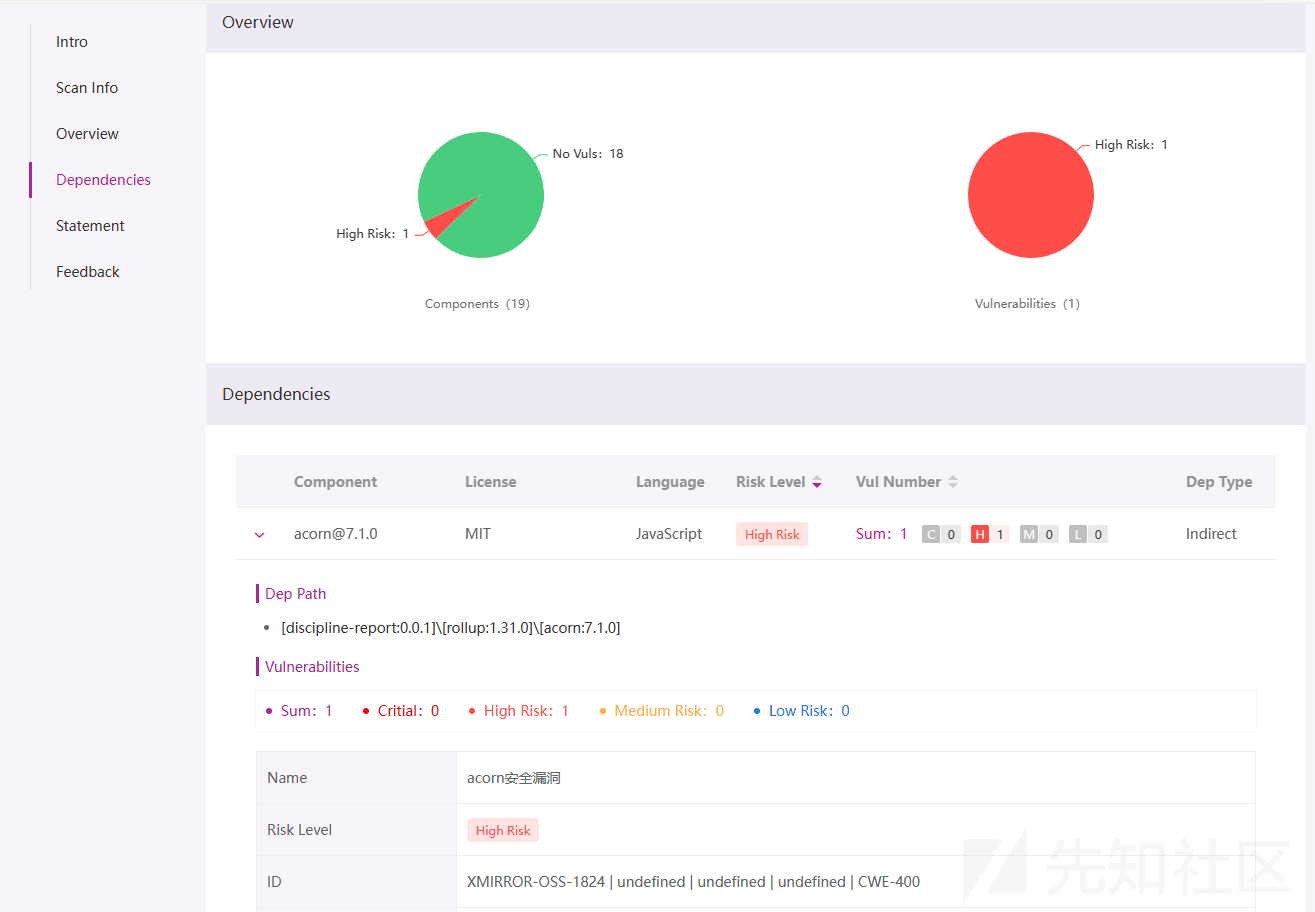 Overview
Intro
Scan Info
Overview
Dependencies
Statement
Feedback
No Vuls：18
High Risk：1
Components（19）
High Risk：1
Vulnerabilities（1）
Dependencies
Component License Language Risk Level Vul Number Dep Type
acorn@7.1.0 MIT JavaScript High Risk Sum：1 C 0 H 1 M 0 L 0 Indirect
Dep Path
[discipline-report:0.0.1]\[rollup:1.31.0]\[acorn:7.1.0]
Vulnerabilities
Sum：1 Critial：0 High Risk：1 Medium Risk：0 Low Risk：0
Name acorn安全漏洞
Risk Level High Risk
ID XMIRROR-OSS-1824 | undefined | undefined | undefined | CWE-400
先知社区